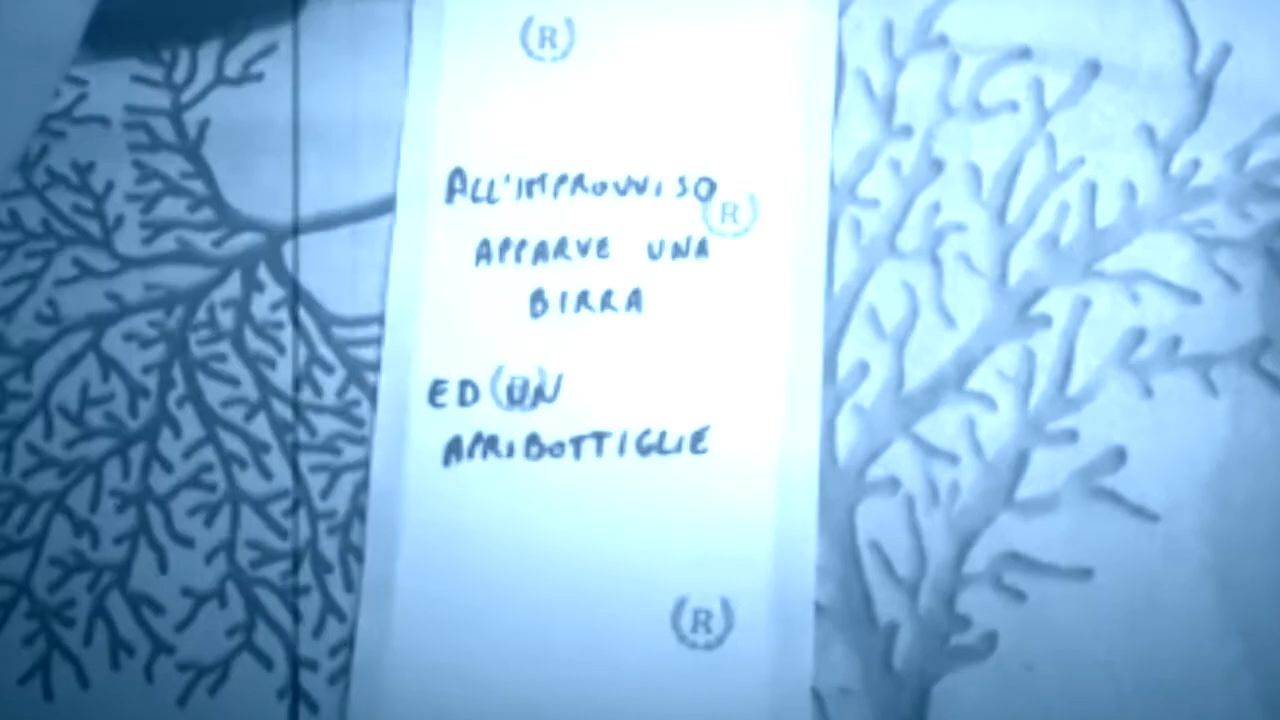 R
ALL'IMPROVVISO
R
APPARVE UNA
BIRRA
ED UN
APRIBOTTIGLIE
R